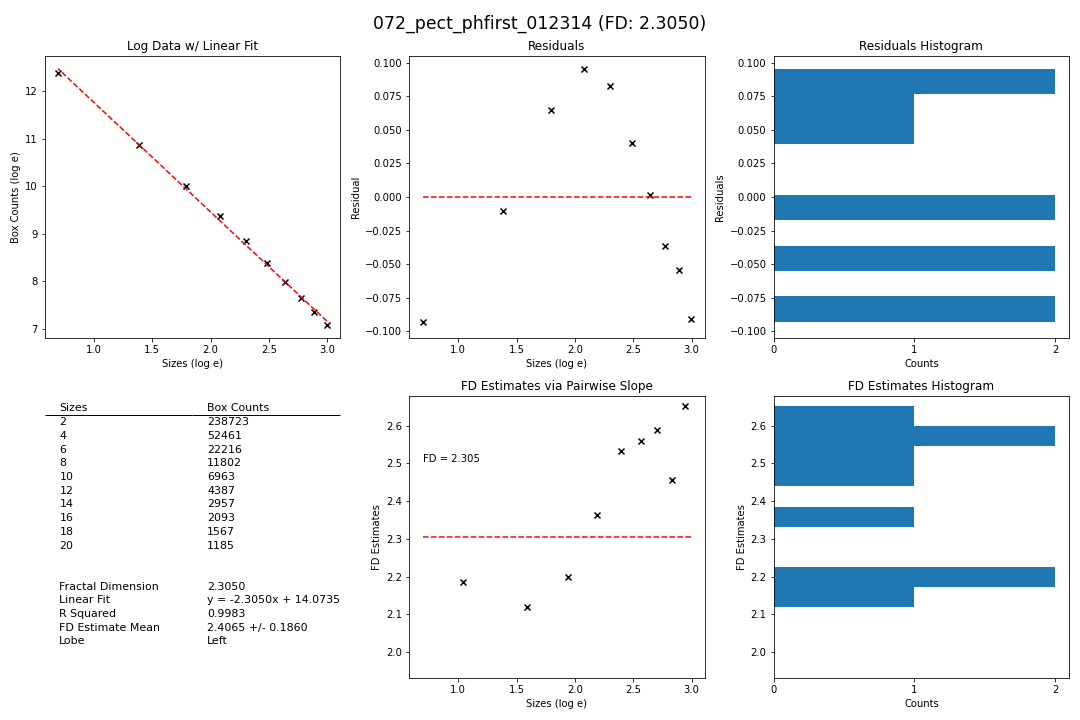 072_pect_phfirst_012314 (FD: 2.3050)
Log Data w/ Linear Fit
Box Counts (log e)
12
11
10
9
8
7
1.0 1.5 2.0 2.5 3.0
Sizes (log e)
Residuals
Residual
0.100
0.075
0.050
0.025
0.000
−0.025
−0.050
−0.075
−0.100
1.0 1.5 2.0 2.5 3.0
Sizes (log e)
Residuals Histogram
Residuals
0.100
0.075
0.050
0.025
0.000
−0.025
−0.050
−0.075
−0.100
0 1 2
Counts
Sizes Box Counts
2 238723
4 52461
6 22216
8 11802
10 6963
12 4387
14 2957
16 2093
18 1567
20 1185
Fractal Dimension 2.3050
Linear Fit y = -2.3050x + 14.0735
R Squared 0.9983
FD Estimate Mean 2.4065 +/- 0.1860
Lobe Left
FD Estimates via Pairwise Slope
FD Estimates
2.6
2.5
2.4
2.3
2.2
2.1
2.0
FD = 2.305
1.0 1.5 2.0 2.5 3.0
Sizes (log e)
FD Estimates Histogram
FD Estimates
2.6
2.5
2.4
2.3
2.2
2.1
2.0
0 1 2
Counts